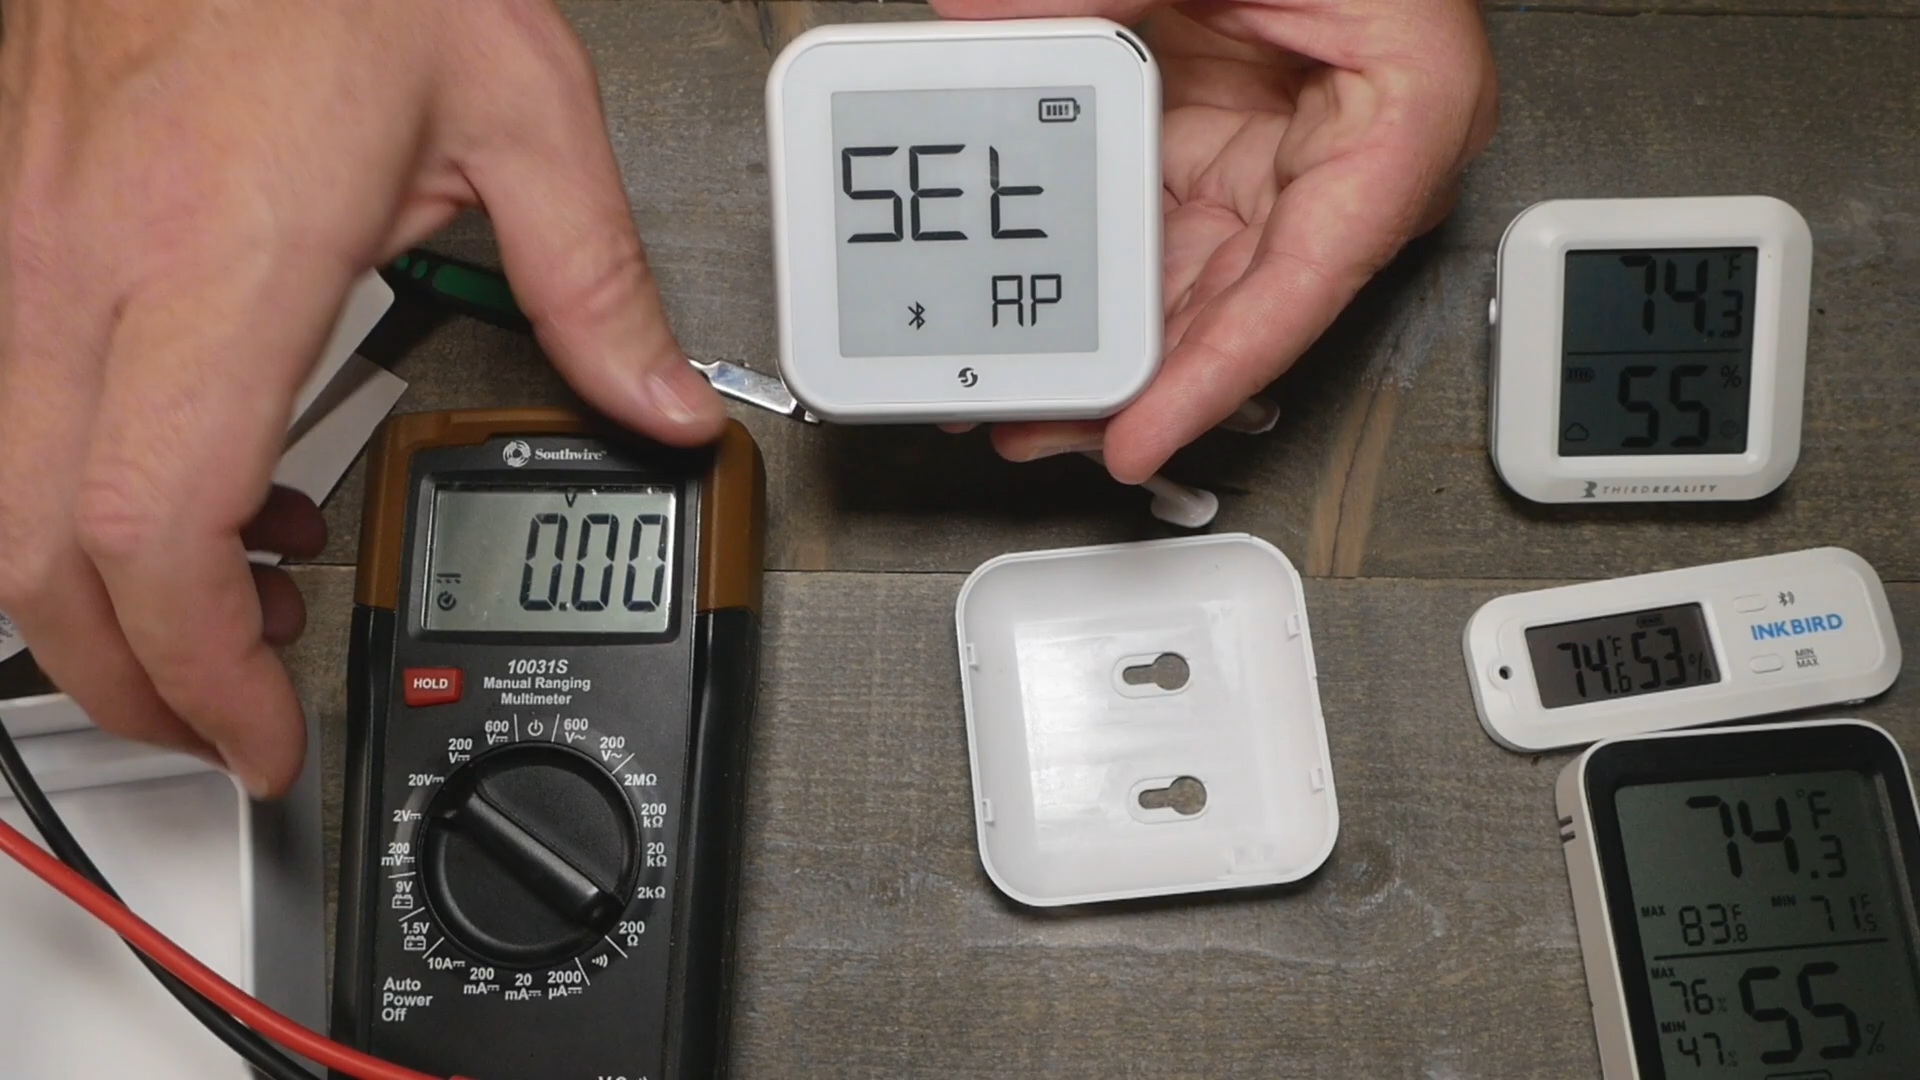 SEt
AP
74.3 °F
55 %
THIRDREALITY
Southwire
V
0.00
10031S
Manual Ranging
Multimeter
HOLD
600 V
600 V~
200 V
200 V~
20V
2MΩ
2V
200 kΩ
200 mV
20 kΩ
9V
2kΩ
1.5V
200 Ω
10A
200 mA
20 mA
2000 µA
Auto
Power
Off
74.6 °F 53 %
INKBIRD
MIN
MAX
74.3 °F
MAX 83.8 °F MIN 71.5 °F
MAX 76 %
55 %
MIN 47 %